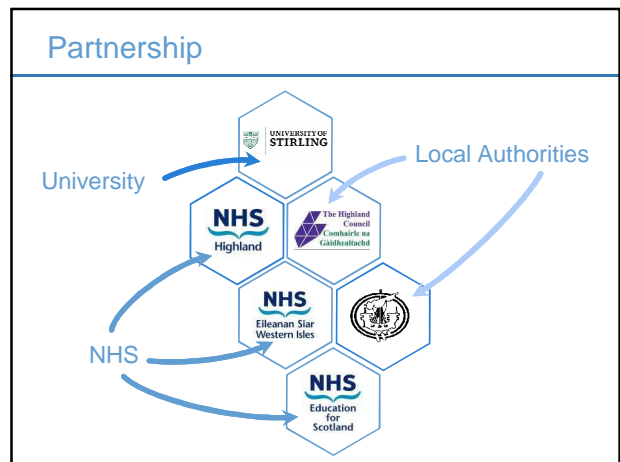 Partnership
UNIVERSITY OF
STIRLING
Local Authorities
University
NHS
Highland
The Highland
Council
Comhairle na
Gàidhealtachd
NHS
Eileanan Siar
Western Isles
NHS
NHS
Education
for
Scotland